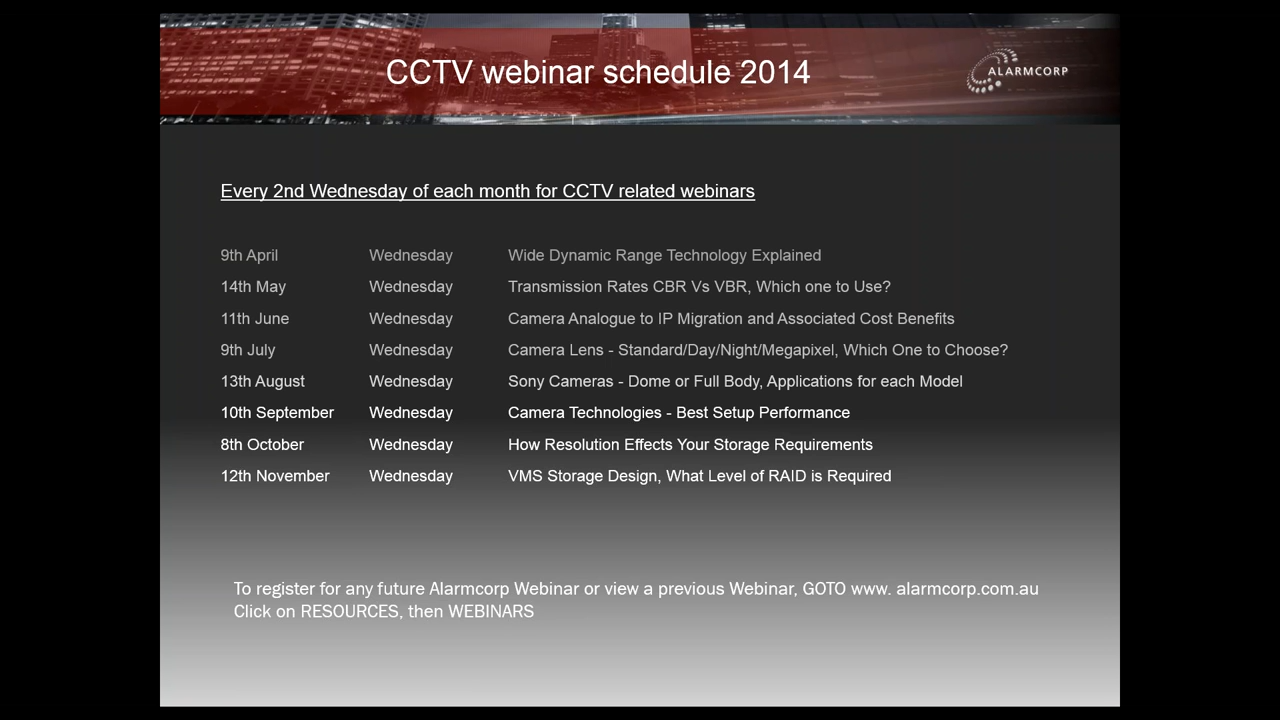 CCTV webinar schedule 2014
ALARMCORP
Every 2nd Wednesday of each month for CCTV related webinars
9th April Wednesday Wide Dynamic Range Technology Explained
14th May Wednesday Transmission Rates CBR Vs VBR, Which one to Use?
11th June Wednesday Camera Analogue to IP Migration and Associated Cost Benefits
9th July Wednesday Camera Lens - Standard/Day/Night/Megapixel, Which One to Choose?
13th August Wednesday Sony Cameras - Dome or Full Body, Applications for each Model
10th September Wednesday Camera Technologies - Best Setup Performance
8th October Wednesday How Resolution Effects Your Storage Requirements
12th November Wednesday VMS Storage Design, What Level of RAID is Required
To register for any future Alarmcorp Webinar or view a previous Webinar, GOTO www. alarmcorp.com.au
Click on RESOURCES, then WEBINARS